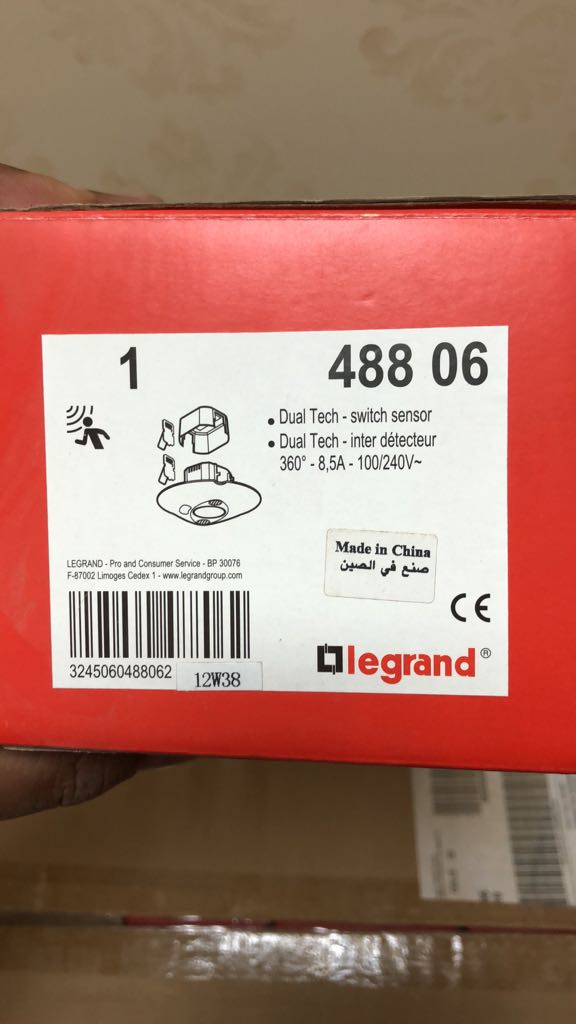 1
488 06
• Dual Tech - switch sensor
• Dual Tech - inter détecteur
360° - 8,5A - 100/240V~
LEGRAND - Pro and Consumer Service - BP 30076
F-87002 Limoges Cedex 1 - www.legrandgroup.com
Made in China
صنع في الصين
CE
3245060488062
12W38
legrand®